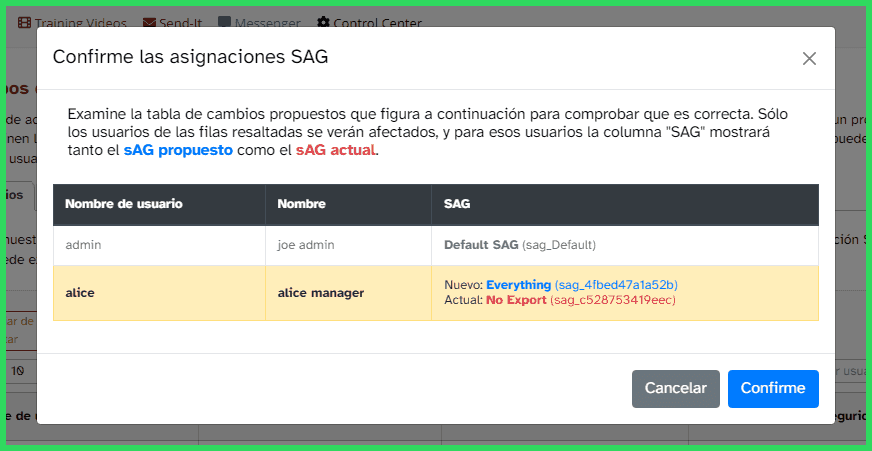 Training Videos Send-It Messenger Control Center
Confirme las asignaciones SAG
Examine la tabla de cambios propuestos que figura a continuación para comprobar que es correcta. Sólo
los usuarios de las filas resaltadas se verán afectados, y para esos usuarios la columna "SAG" mostrará
tanto el sAG propuesto como el sAG actual.
Nombre de usuario Nombre SAG
admin joe admin Default SAG (sag_Default)
alice alice manager Nuevo: Everything (sag_4fbed47a1a52b)
Actual: No Export (sag_c528753419eec)
10
Cancelar Confirme